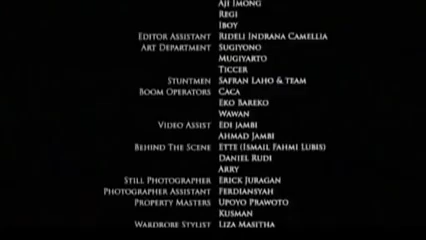 Aji Imong
Regi
Iboy
Editor Assistant Rideli Indrana Camellia
Art Department Sugiyono
Mugiyarto
Ticcer
Stuntmen Safran Laho & team
Boom Operators Caca
Eko Bareko
Wawan
Video Assist Edi Jambi
Ahmad Jambi
Behind The Scene Ette (Ismail Fahmi Lubis)
Daniel Rudi
Arry
Still Photographer Erick Juragan
Photographer Assistant Ferdiansyah
Property Masters Upoyo Prawoto
Kusman
Wardrobe Stylist Liza Masitha